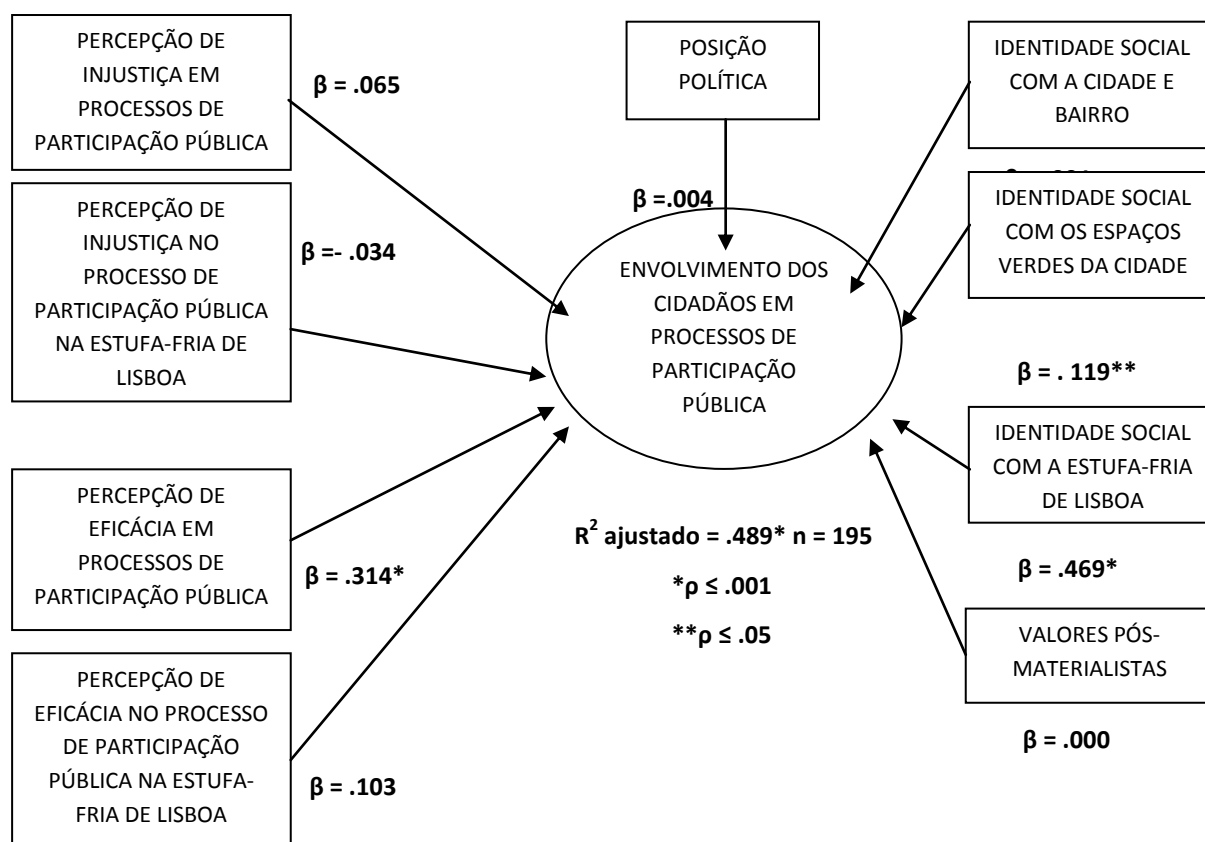 PERCEPÇÃO DE
INJUSTIÇA EM
PROCESSOS DE
PARTICIPAÇÃO PÚBLICA
β = .065
PERCEPÇÃO DE
INJUSTIÇA NO
PROCESSO DE
PARTICIPAÇÃO PÚBLICA
NA ESTUFA-FRIA DE
LISBOA
β =- .034
PERCEPÇÃO DE
EFICÁCIA EM
PROCESSOS DE
PARTICIPAÇÃO PÚBLICA
β = .314*
PERCEPÇÃO DE
EFICÁCIA NO PROCESSO
DE PARTICIPAÇÃO
PÚBLICA NA ESTUFA-
FRIA DE LISBOA
β = .103
POSIÇÃO
POLÍTICA
β =.004
ENVOLVIMENTO DOS
CIDADÃOS EM
PROCESSOS DE
PARTICIPAÇÃO
PÚBLICA
R² ajustado = .489* n = 195
*ρ ≤ .001
**ρ ≤ .05
IDENTIDADE SOCIAL
COM A CIDADE E
BAIRRO
IDENTIDADE SOCIAL
COM OS ESPAÇOS
VERDES DA CIDADE
β = . 119**
IDENTIDADE SOCIAL
COM A ESTUFA-FRIA
DE LISBOA
β = .469*
VALORES PÓS-
MATERIALISTAS
β = .000